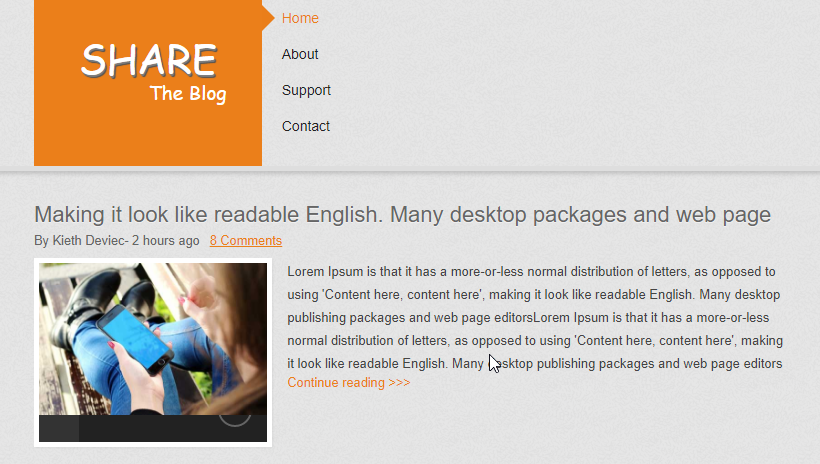 SHARE
The Blog
Home
About
Support
Contact
Making it look like readable English. Many desktop packages and web page
By Kieth Deviec- 2 hours ago 8 Comments
Lorem Ipsum is that it has a more-or-less normal distribution of letters, as opposed to
using 'Content here, content here', making it look like readable English. Many desktop
publishing packages and web page editorsLorem Ipsum is that it has a more-or-less
normal distribution of letters, as opposed to using 'Content here, content here', making
it look like readable English. Many desktop publishing packages and web page editors
Continue reading >>>